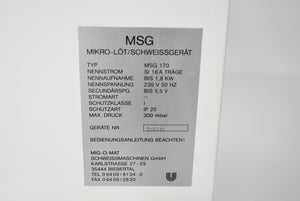 MSG
MIKRO-LÖT/SCHWEISSGERÄT
TYP MSG 170
NENNSTROM SI 16A TRÄGE
NENNAUFNAHME BIS 1,8 KW
NENNSPANNUNG 230 V 50 HZ
SEKUNDÄRSPG. BIS 5,5 V
STROMART --
SCHUTZKLASSE I
SCHUTZART IP 20
MAX. DRUCK 300 mbar
GERÄTE NR.
BEDIENUNGSANLEITUNG BEACHTEN!
MIG-O-MAT
SCHWEISSMASCHINEN GmbH
KARLSTRASSE 27 - 29
35444 BIEBERTAL
TEL 0 64 09 / 81 04 - 0
FAX 0 64 09 / 28 20